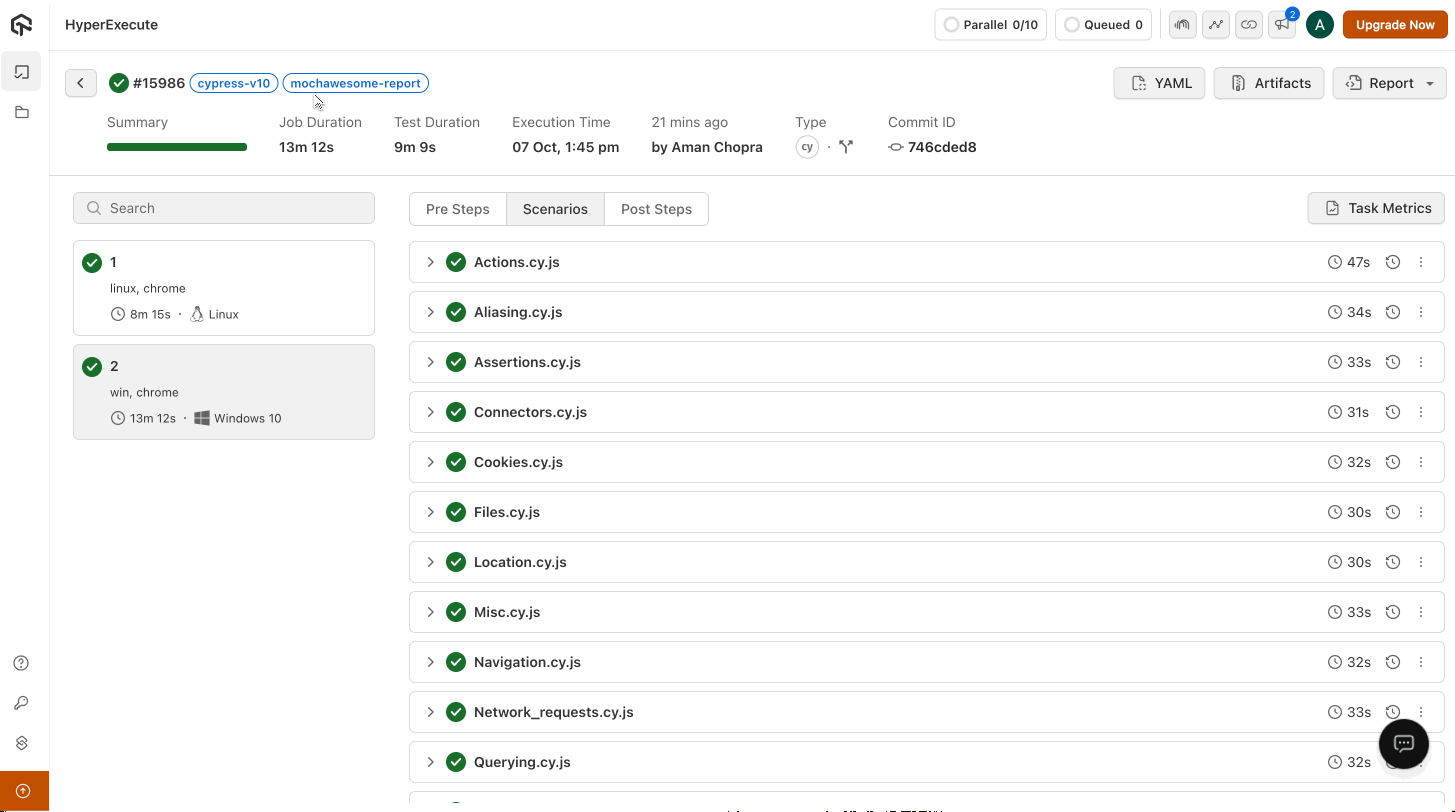 HyperExecute
Parallel 0/10
Queued 0
2
A
Upgrade Now
#15986 cypress-v10 mochawesome-report
YAML
Artifacts
Report
Summary
Job Duration
13m 12s
Test Duration
9m 9s
Execution Time
07 Oct, 1:45 pm
21 mins ago
by Aman Chopra
Type
cy ·
Commit ID
746cded8
Search
1
linux, chrome
8m 15s · Linux
2
win, chrome
13m 12s · Windows 10
Pre Steps
Scenarios
Post Steps
Task Metrics
Actions.cy.js 47s
Aliasing.cy.js 34s
Assertions.cy.js 33s
Connectors.cy.js 31s
Cookies.cy.js 32s
Files.cy.js 30s
Location.cy.js 30s
Misc.cy.js 33s
Navigation.cy.js 32s
Network_requests.cy.js 33s
Querying.cy.js 32s